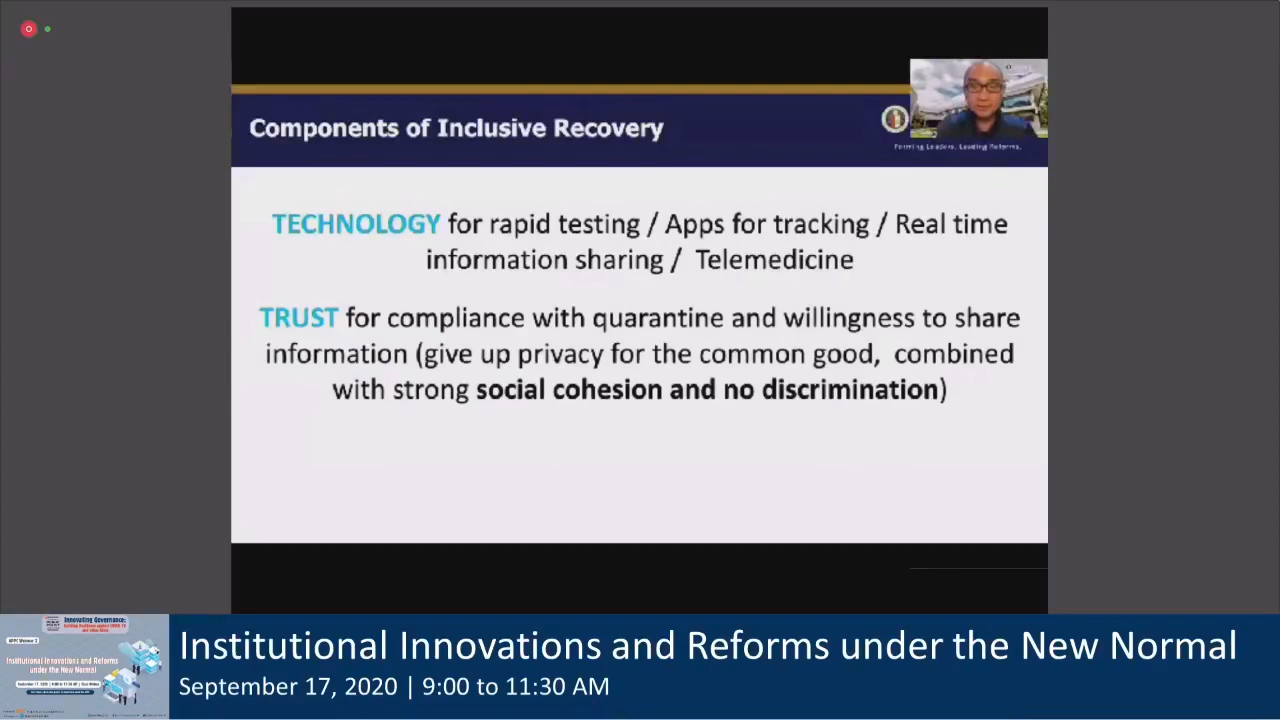 Components of Inclusive Recovery
Forming Leaders. Leading Reforms.
TECHNOLOGY for rapid testing / Apps for tracking / Real time
information sharing / Telemedicine
TRUST for compliance with quarantine and willingness to share
information (give up privacy for the common good, combined
with strong social cohesion and no discrimination)
Innovating Governance:
Institutional Innovations and Reforms
under the New Normal
Institutional Innovations and Reforms under the New Normal
September 17, 2020 | 9:00 to 11:30 AM